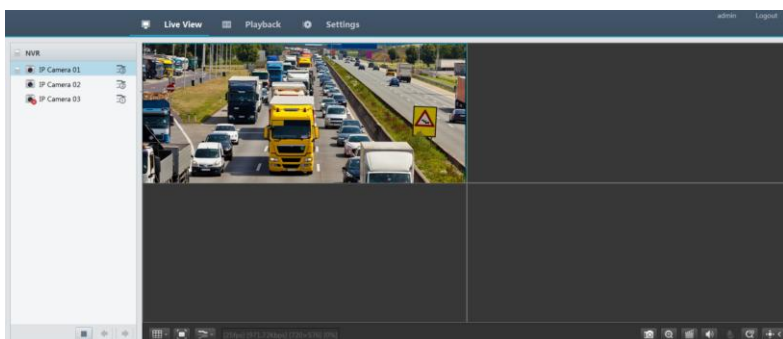 admin Logout
Live View Playback Settings
NVR
IP Camera 01
IP Camera 02
IP Camera 03